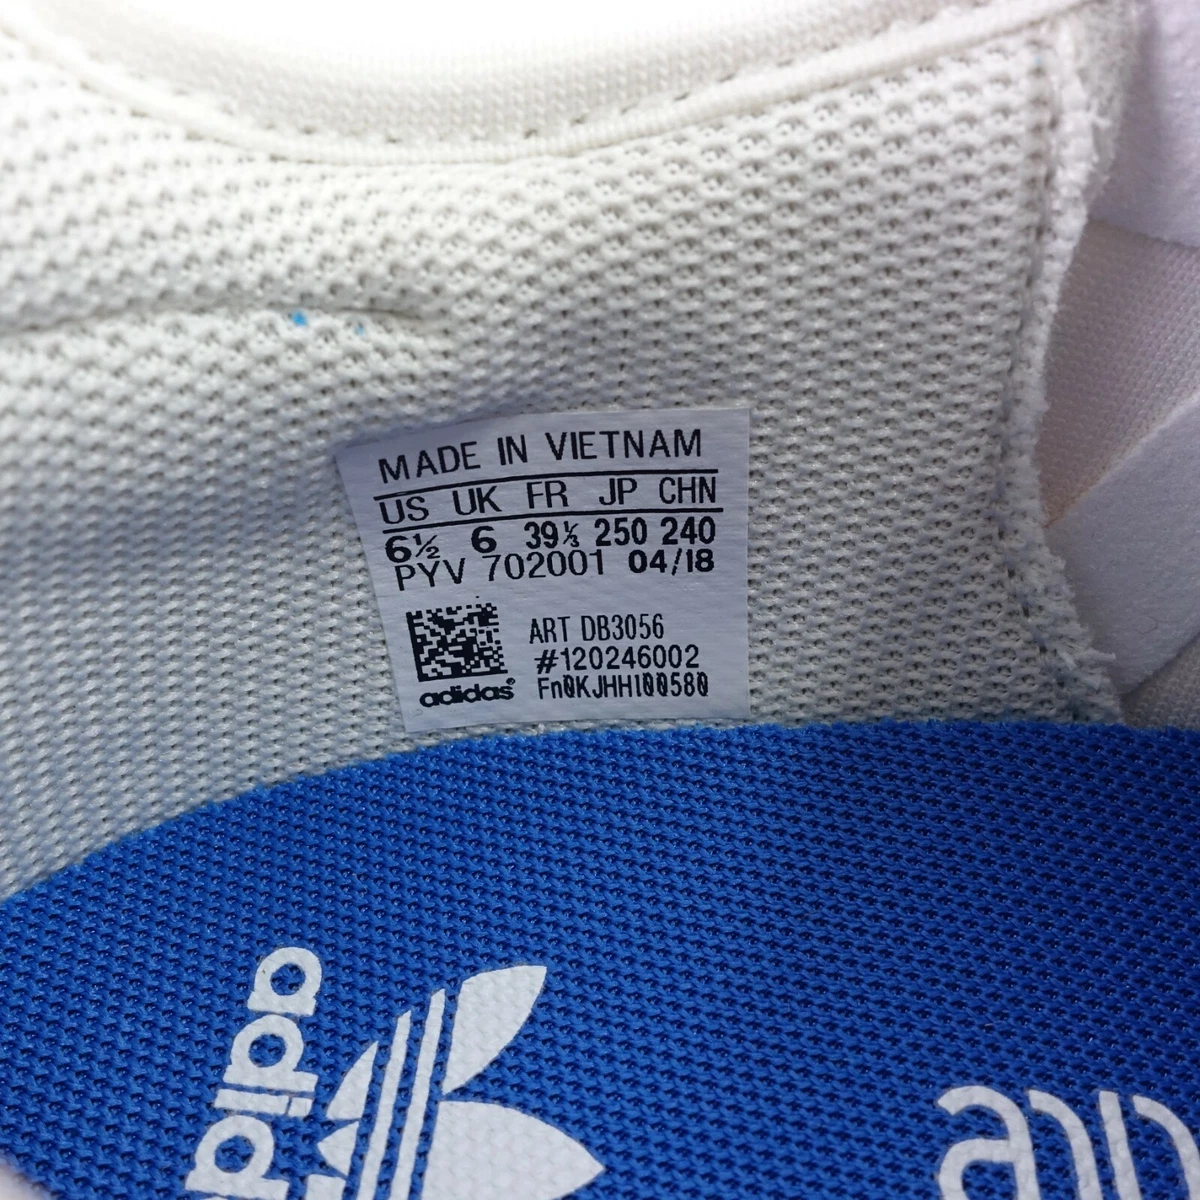 MADE IN VIETNAM
US UK FR JP CHN
6½ 6 39⅓ 250 240
PYV 702001 04/18
ART DB3056
#120246002
adidas® Fn0KJHH100580
adidas